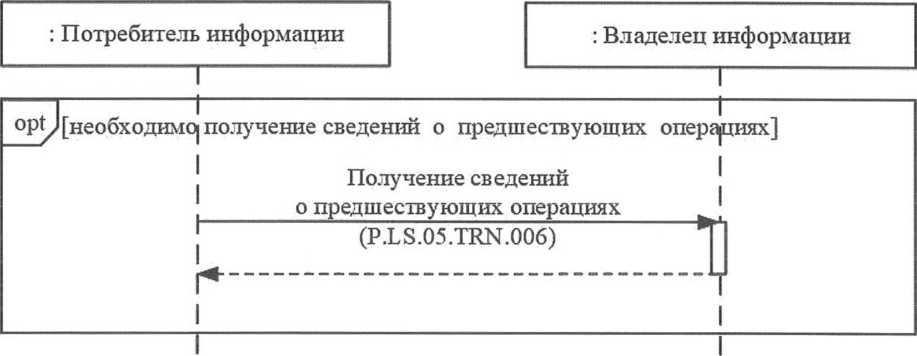 : Потребитель информации
: Владелец информации
opt [необходимо получение сведений о предшествующих операциях]
Получение сведений
о предшествующих операциях
(P.LS.05.TRN.006)